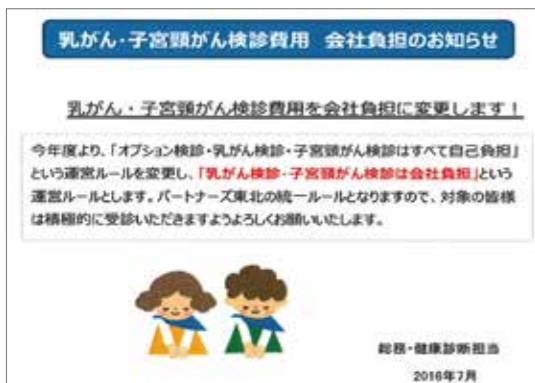 乳がん・子宮頸がん検診費用　会社負担のお知らせ
乳がん・子宮頸がん検診費用を会社負担に変更します！
今年度より、「オプション検診・乳がん検診・子宮頸がん検診はすべて自己負担」
という運営ルールを変更し、「乳がん検診・子宮頸がん検診は会社負担」という
運営ルールとします。パートナーズ東北の統一ルールとなりますので、対象の皆様
は積極的に受診いただきますようよろしくお願いいたします。
総務・健康診断担当
2016年7月